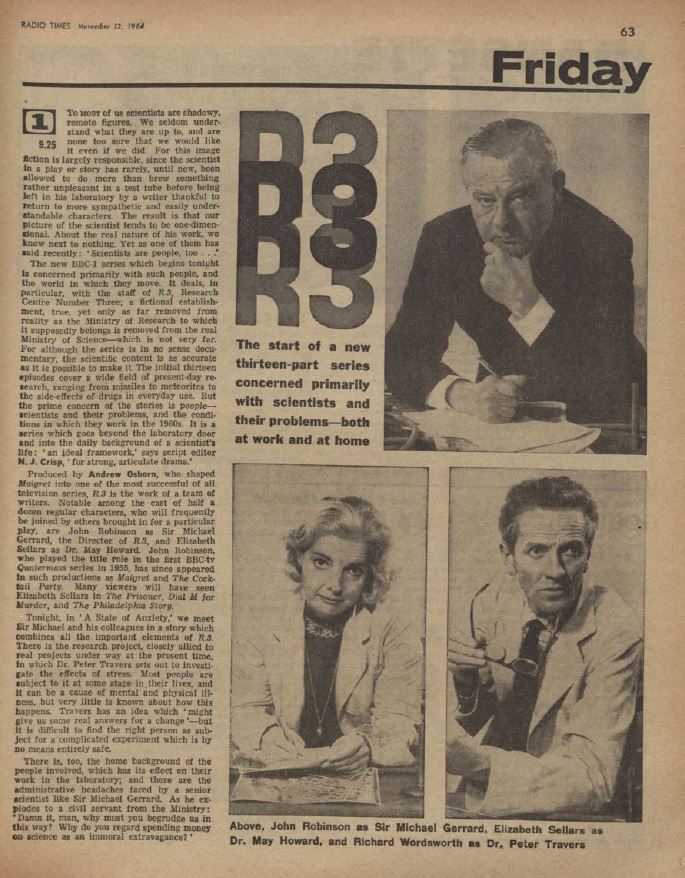 RADIO TIMES November 12, 1964
63
Friday
1
9.25
To MOST of us scientists are shadowy,
remote figures. We seldom under-
stand what they are up to, and are
none too sure that we would like
it even if we did. For this image
fiction is largely responsible, since the scientist
in a play or story has rarely, until now, been
allowed to do more than brew something
rather unpleasant in a test tube before being
left in his laboratory by a writer thankful to
return to more sympathetic and easily under-
standable characters. The result is that our
picture of the scientist tends to be one-dimen-
sional. About the real nature of his work, we
know next to nothing. Yet as one of them has
said recently: 'Scientists are people, too . . .'
The new BBC-1 series which begins tonight
is concerned primarily with such people, and
the world in which they move. It deals, in
particular, with the staff of R.3, Research
Centre Number Three; a fictional establish-
ment, true, yet only as far removed from
reality as the Ministry of Research to which
it supposedly belongs is removed from the real
Ministry of Science—which is not very far.
For although the series is in no sense docu-
mentary, the scientific content is as accurate
as it is possible to make it. The initial thirteen
episodes cover a wide field of present-day re-
search, ranging from missiles to meteorites to
the side-effects of drugs in everyday use. But
the prime concern of the stories is people—
scientists and their problems, and the condi-
tions in which they work in the 1960s. It is a
series which goes beyond the laboratory door
and into the daily background of a scientist's
life: 'an ideal framework,' says script editor
N. J. Crisp, 'for strong, articulate drama.'
Produced by Andrew Osborn, who shaped
Maigret into one of the most successful of all
television series, R.3 is the work of a team of
writers. Notable among the cast of half a
dozen regular characters, who will frequently
be joined by others brought in for a particular
play, are John Robinson as Sir Michael
Gerrard, the Director of R.3, and Elizabeth
Sellars as Dr. May Howard. John Robinson,
who played the title role in the first BBC-tv
Quatermass series in 1955, has since appeared
in such productions as Maigret and The Cock-
tail Party. Many viewers will have seen
Elizabeth Sellars in The Prisoner, Dial M for
Murder, and The Philadelphia Story.
Tonight, in 'A State of Anxiety,' we meet
Sir Michael and his colleagues in a story which
combines all the important elements of R.3.
There is the research project, closely allied to
real projects under way at the present time,
in which Dr. Peter Travers sets out to investi-
gate the effects of stress. Most people are
subject to it at some stage in their lives, and
it can be a cause of mental and physical ill-
ness, but very little is known about how this
happens. Travers has an idea which 'might
give us some real answers for a change'—but
it is difficult to find the right person as sub-
ject for a complicated experiment which is by
no means entirely safe.
There is, too, the home background of the
people involved, which has its effect on their
work in the laboratory; and there are the
administrative headaches faced by a senior
scientist like Sir Michael Gerrard. As he ex-
plodes to a civil servant from the Ministry:
'Damn it, man, why must you begrudge us in
this way? Why do you regard spending money
on science as an immoral extravagance?'
R3
R3
R3
The start of a new
thirteen-part series
concerned primarily
with scientists and
their problems—both
at work and at home
Above, John Robinson as Sir Michael Gerrard, Elizabeth Sellars as
Dr. May Howard, and Richard Wordsworth as Dr. Peter Travers